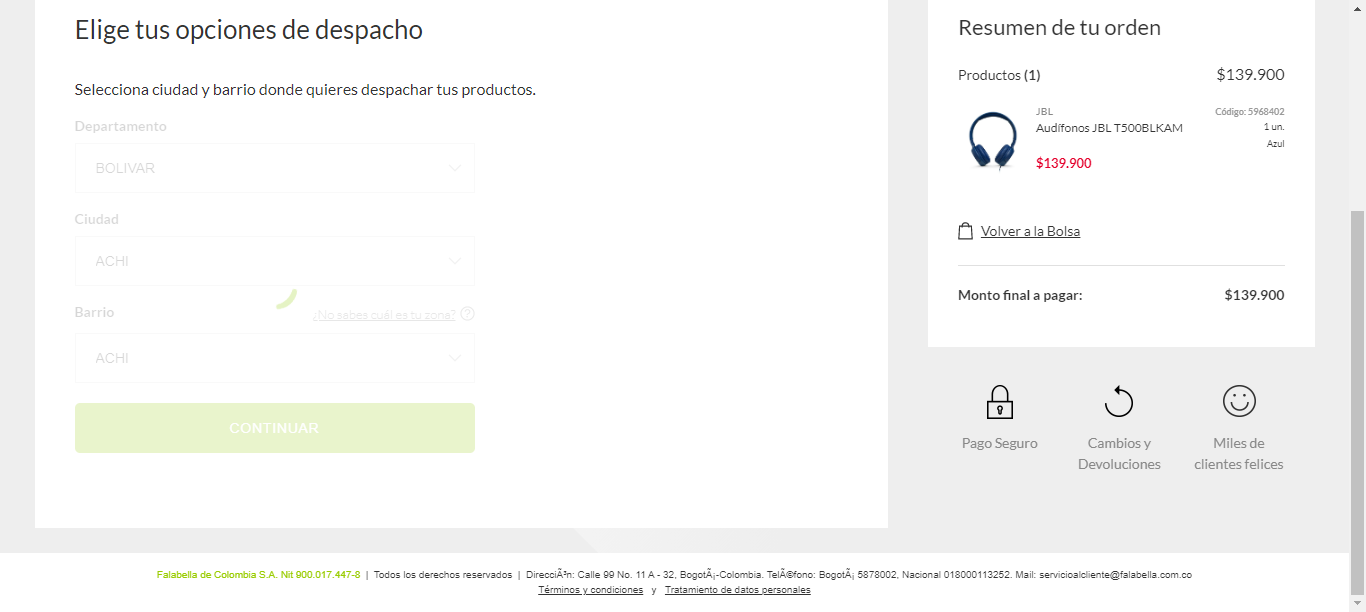 Elige tus opciones de despacho
Selecciona ciudad y barrio donde quieres despachar tus productos.
Departamento
BOLIVAR
Ciudad
ACHI
Barrio
¿No sabes cuál es tu zona?
ACHI
CONTINUAR
Resumen de tu orden
Productos (1) $139.900
JBL
Audífonos JBL T500BLKAM
$139.900
Código: 5968402
1 un.
Azul
Volver a la Bolsa
Monto final a pagar: $139.900
Pago Seguro
Cambios y
Devoluciones
Miles de
clientes felices
Falabella de Colombia S.A. Nit 900.017.447-8 | Todos los derechos reservados | DirecciÃ³n: Calle 99 No. 11 A - 32, BogotÃ¡-Colombia. TelÃ©fono: BogotÃ¡ 5878002, Nacional 018000113252. Mail: servicioalcliente@falabella.com.co
Términos y condiciones y Tratamiento de datos personales